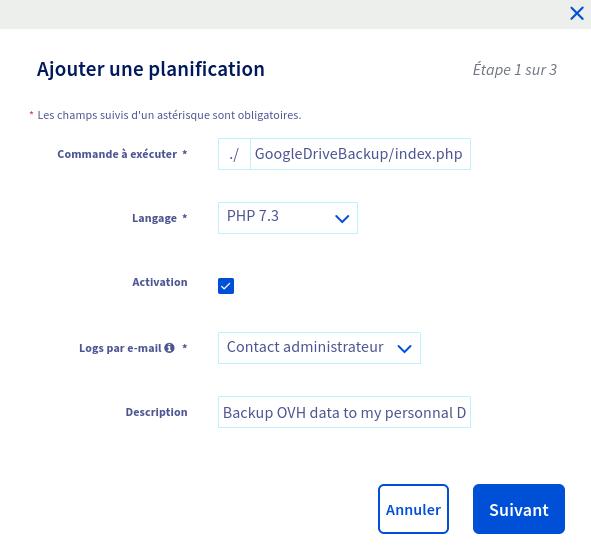 Ajouter une planification
Étape 1 sur 3
* Les champs suivis d'un astérisque sont obligatoires.
Commande à exécuter * ./ GoogleDriveBackup/index.php
Langage * PHP 7.3
Activation
Logs par e-mail * Contact administrateur
Description Backup OVH data to my personnal D
Annuler Suivant